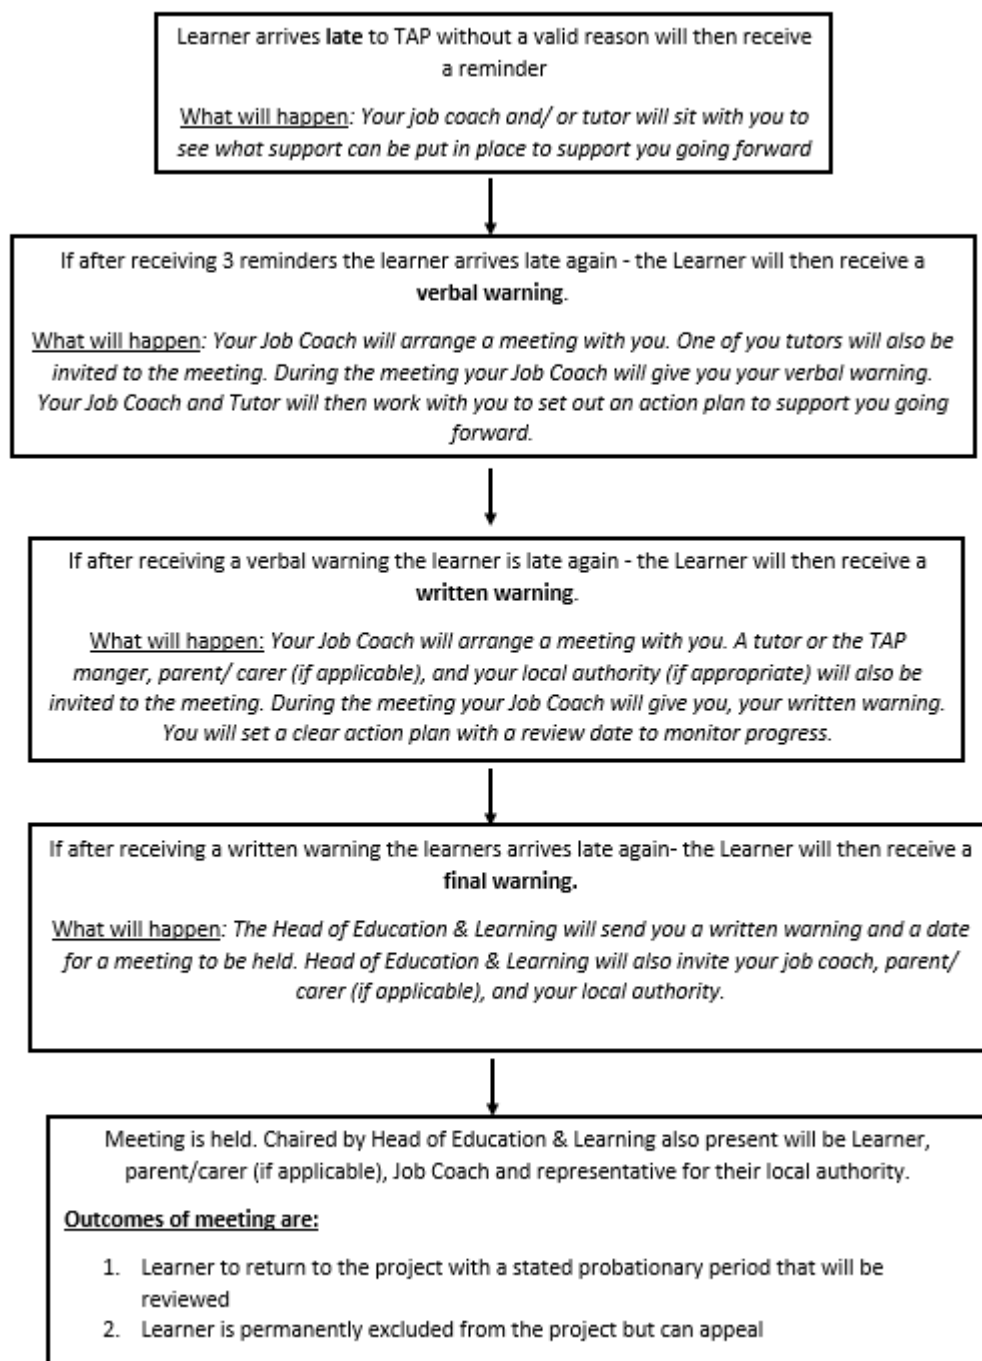 Learner arrives late to TAP without a valid reason will then receive
a reminder
What will happen: Your job coach and/ or tutor will sit with you to
see what support can be put in place to support you going forward
If after receiving 3 reminders the learner arrives late again - the Learner will then receive a
verbal warning.
What will happen: Your Job Coach will arrange a meeting with you. One of you tutors will also be
invited to the meeting. During the meeting your Job Coach will give you your verbal warning.
Your Job Coach and Tutor will then work with you to set out an action plan to support you going
forward.
If after receiving a verbal warning the learner is late again - the Learner will then receive a
written warning.
What will happen: Your Job Coach will arrange a meeting with you. A tutor or the TAP
manger, parent/ carer (if applicable), and your local authority (if appropriate) will also be
invited to the meeting. During the meeting your Job Coach will give you, your written warning.
You will set a clear action plan with a review date to monitor progress.
If after receiving a written warning the learners arrives late again- the Learner will then receive a
final warning.
What will happen: The Head of Education & Learning will send you a written warning and a date
for a meeting to be held. Head of Education & Learning will also invite your job coach, parent/
carer (if applicable), and your local authority.
Meeting is held. Chaired by Head of Education & Learning also present will be Learner,
parent/carer (if applicable), Job Coach and representative for their local authority.
Outcomes of meeting are:
1. Learner to return to the project with a stated probationary period that will be
reviewed
2. Learner is permanently excluded from the project but can appeal